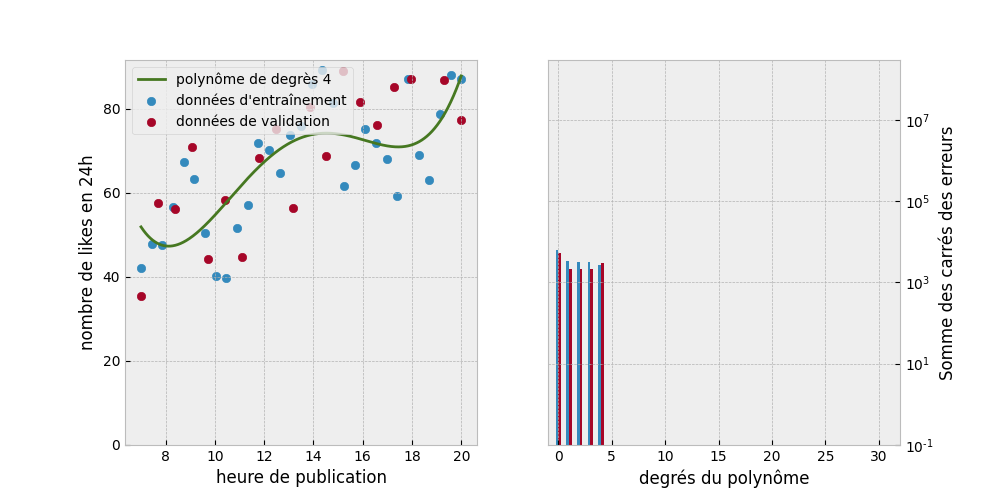 polynôme de degrès 4
données d'entraînement
données de validation
nombre de likes en 24h
80
60
40
20
0
8 10 12 14 16 18 20
heure de publication
10^7
10^5
10^3
10^1
10^-1
Somme des carrés des erreurs
0 5 10 15 20 25 30
degrés du polynôme